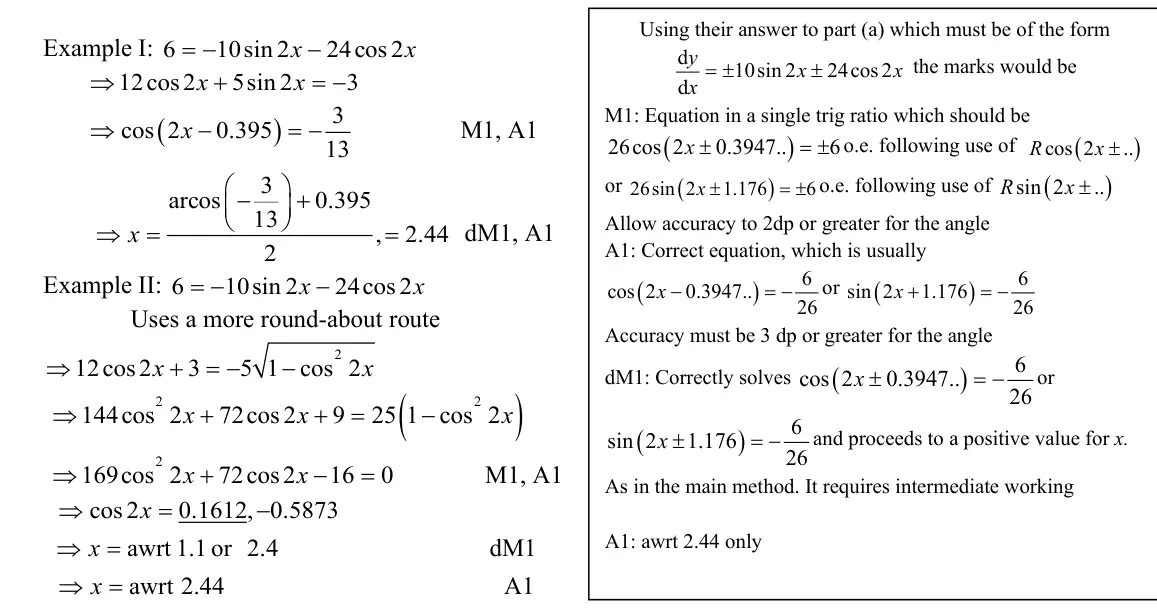 Example I: 6 = −10 sin 2x − 24 cos 2x
⇒ 12 cos 2x + 5 sin 2x = −3
⇒ cos(2x − 0.395) = −3/13 M1, A1
⇒ x = (arcos(−3/13) + 0.395)/2 , = 2.44 dM1, A1
Example II: 6 = −10 sin 2x − 24 cos 2x
Uses a more round-about route
⇒ 12 cos 2x + 3 = −5√(1 − cos² 2x)
⇒ 144 cos² 2x + 72 cos 2x + 9 = 25(1 − cos² 2x)
⇒ 169 cos² 2x + 72 cos 2x − 16 = 0 M1, A1
⇒ cos 2x = 0.1612, −0.5873
⇒ x = awrt 1.1 or 2.4 dM1
⇒ x = awrt 2.44 A1
Using their answer to part (a) which must be of the form
dy/dx = ±10 sin 2x ± 24 cos 2x the marks would be
M1: Equation in a single trig ratio which should be
26 cos(2x ± 0.3947..) = ±6 o.e. following use of R cos(2x ± ..)
or 26 sin(2x ± 1.176) = ±6 o.e. following use of R sin(2x ± ..)
Allow accuracy to 2dp or greater for the angle
A1: Correct equation, which is usually
cos(2x − 0.3947..) = −6/26 or sin(2x + 1.176) = −6/26
Accuracy must be 3 dp or greater for the angle
dM1: Correctly solves cos(2x ± 0.3947..) = −6/26 or
sin(2x ± 1.176) = −6/26 and proceeds to a positive value for x.
As in the main method. It requires intermediate working
A1: awrt 2.44 only